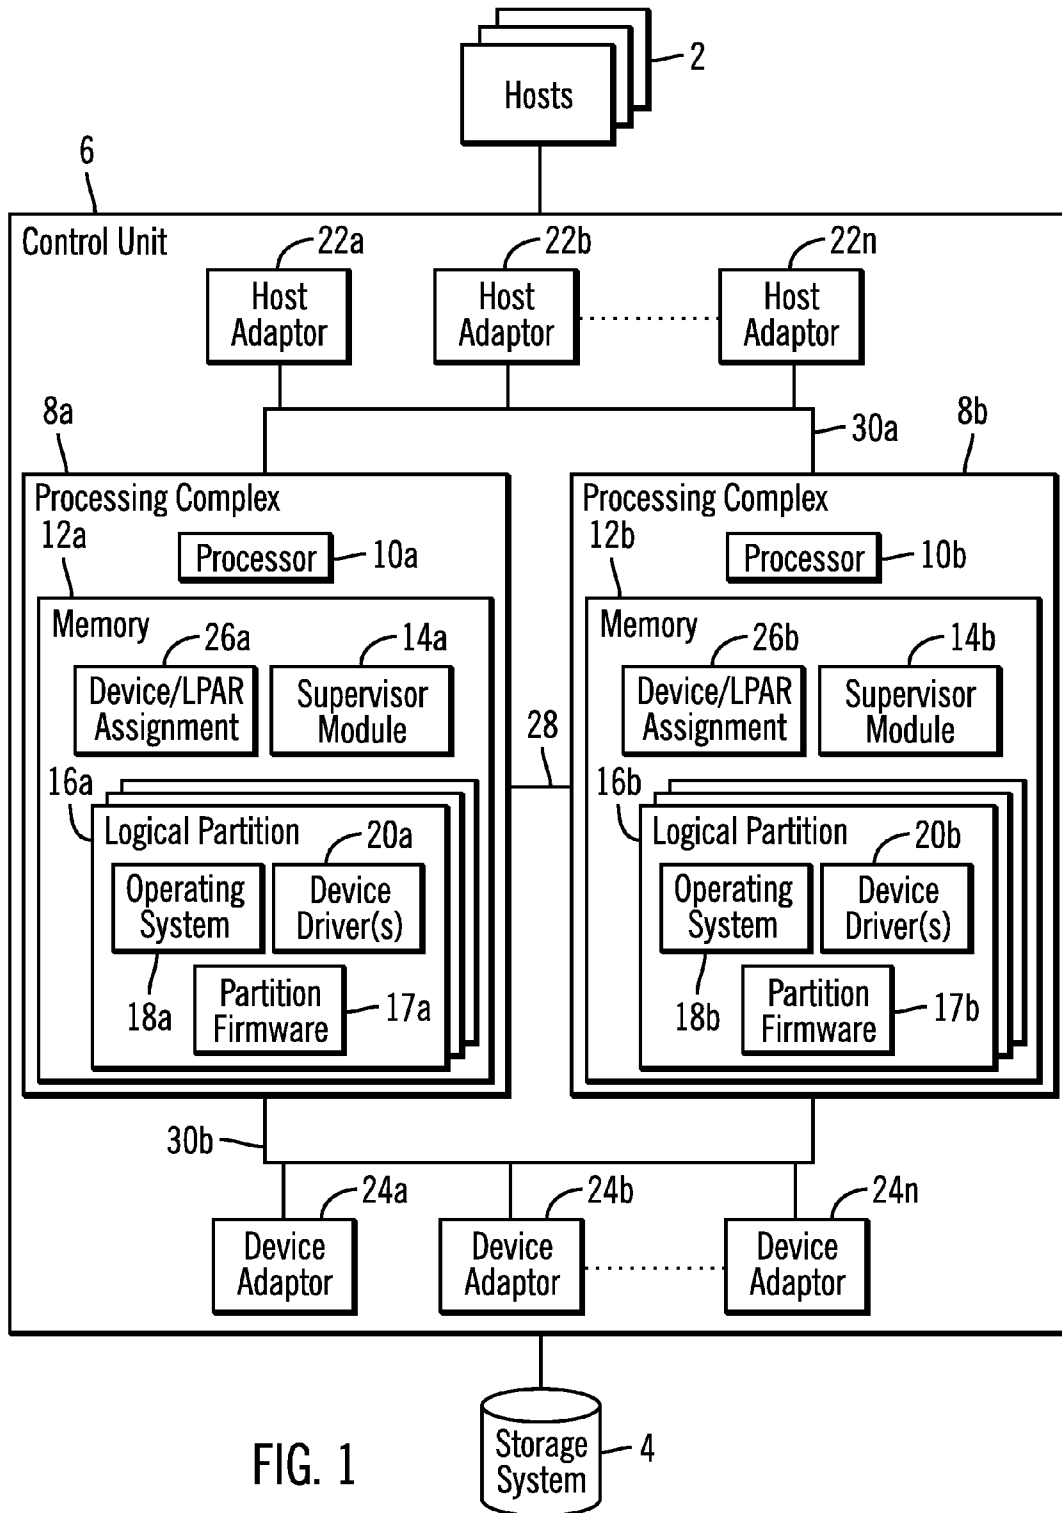 2
Hosts
6
Control Unit
22a
22b
22n
Host
Adaptor
Host
Adaptor
Host
Adaptor
8a
30a
8b
Processing Complex
12a
Processor
10a
Memory
26a
14a
Device/LPAR
Assignment
Supervisor
Module
16a
Logical Partition
20a
Operating
System
Device
Driver(s)
18a
Partition
Firmware
17a
28
Processing Complex
12b
Processor
10b
Memory
26b
14b
Device/LPAR
Assignment
Supervisor
Module
16b
Logical Partition
20b
Operating
System
Device
Driver(s)
18b
Partition
Firmware
17b
30b
24a
24b
24n
Device
Adaptor
Device
Adaptor
Device
Adaptor
Storage
System
4
FIG. 1